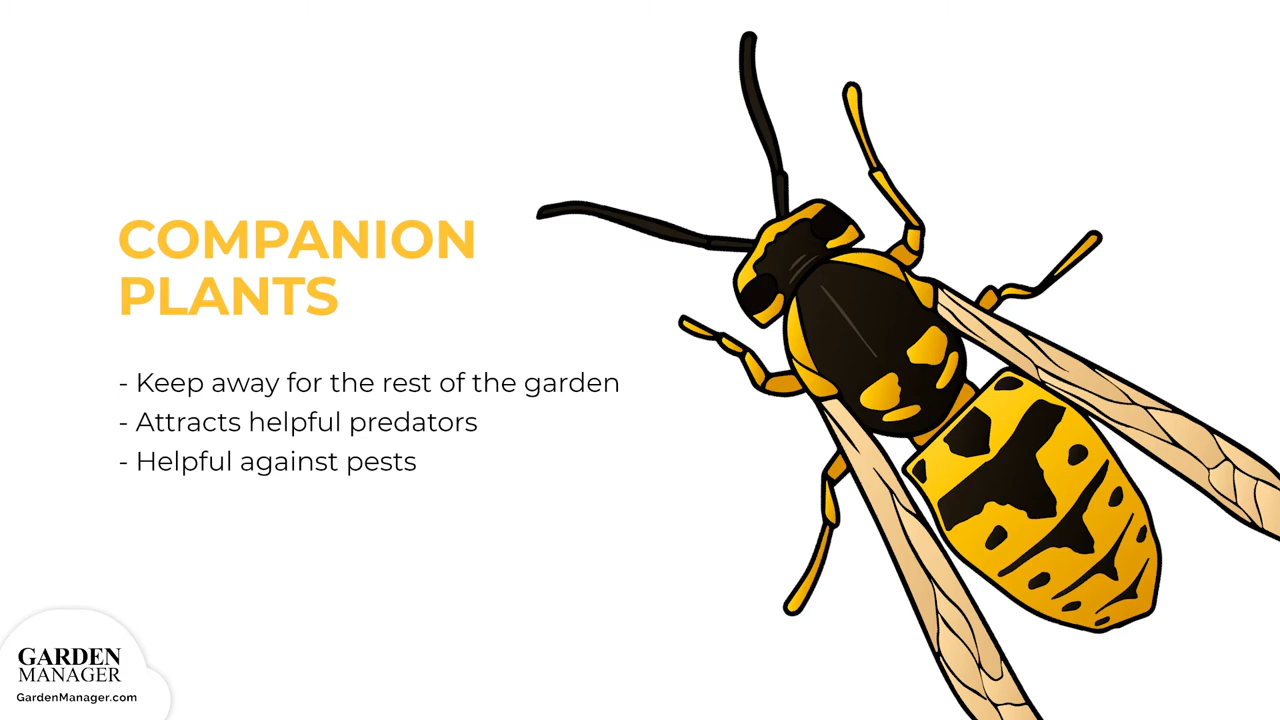 COMPANION
PLANTS
- Keep away for the rest of the garden
- Attracts helpful predators
- Helpful against pests
GARDEN
MANAGER
GardenManager.com